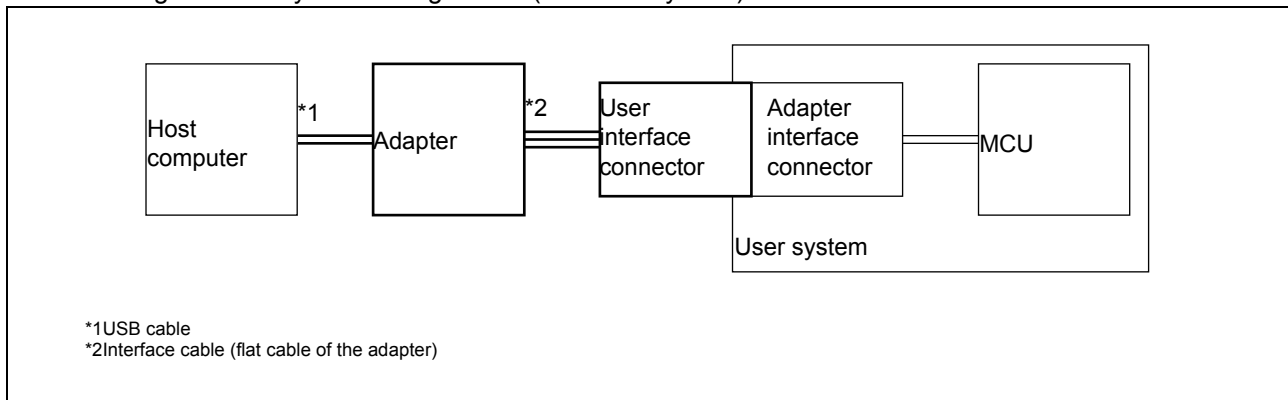 Host
computer
*1
Adapter
*2
User
interface
connector
Adapter
interface
connector
MCU
User system
*1USB cable
*2Interface cable (flat cable of the adapter)